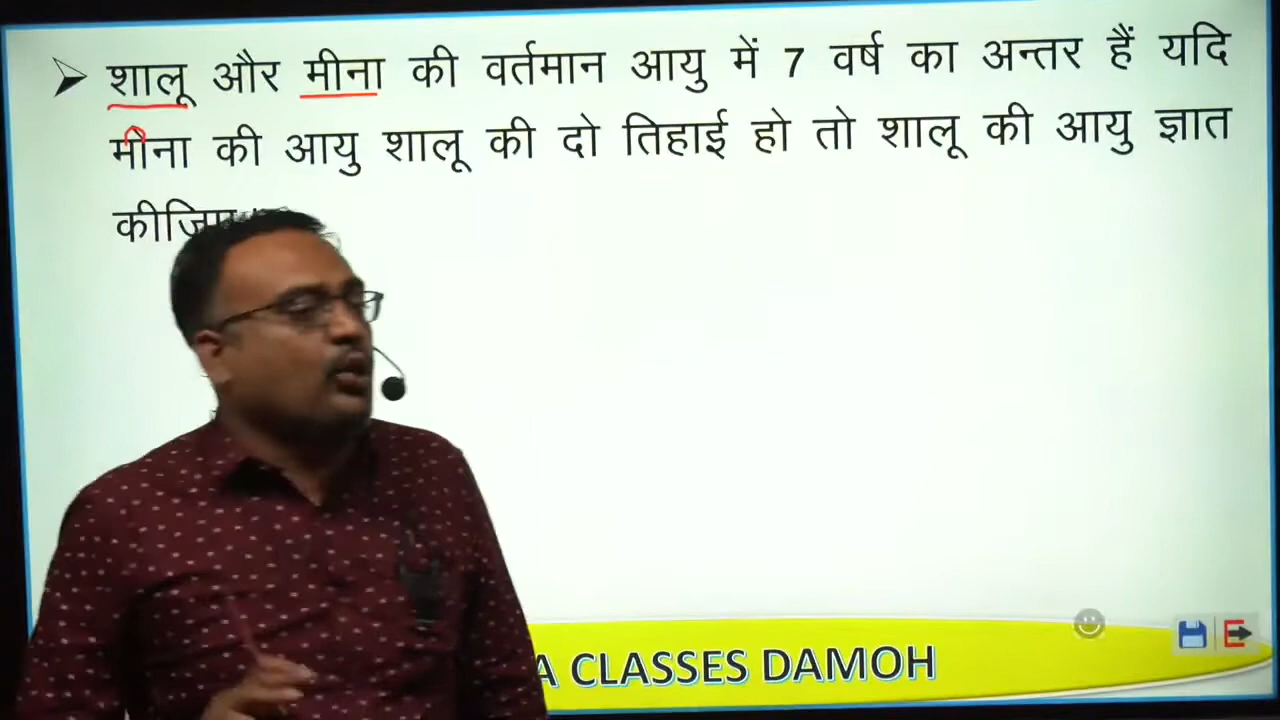 शालू और मीना की वर्तमान आयु में 7 वर्ष का अन्तर हैं यदि
मीना की आयु शालू की दो तिहाई हो तो शालू की आयु ज्ञात
कीजिए
A CLASSES DAMOH